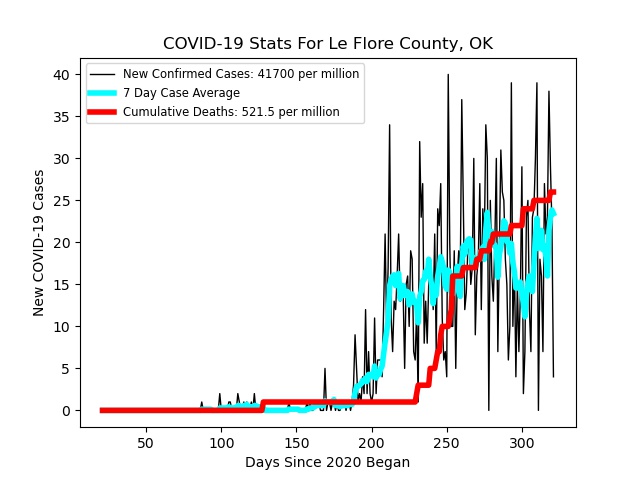 COVID-19 Stats For Le Flore County, OK
New Confirmed Cases: 41700 per million
7 Day Case Average
Cumulative Deaths: 521.5 per million
40
35
30
25
20
15
10
5
0
New COVID-19 Cases
50 100 150 200 250 300
Days Since 2020 Began